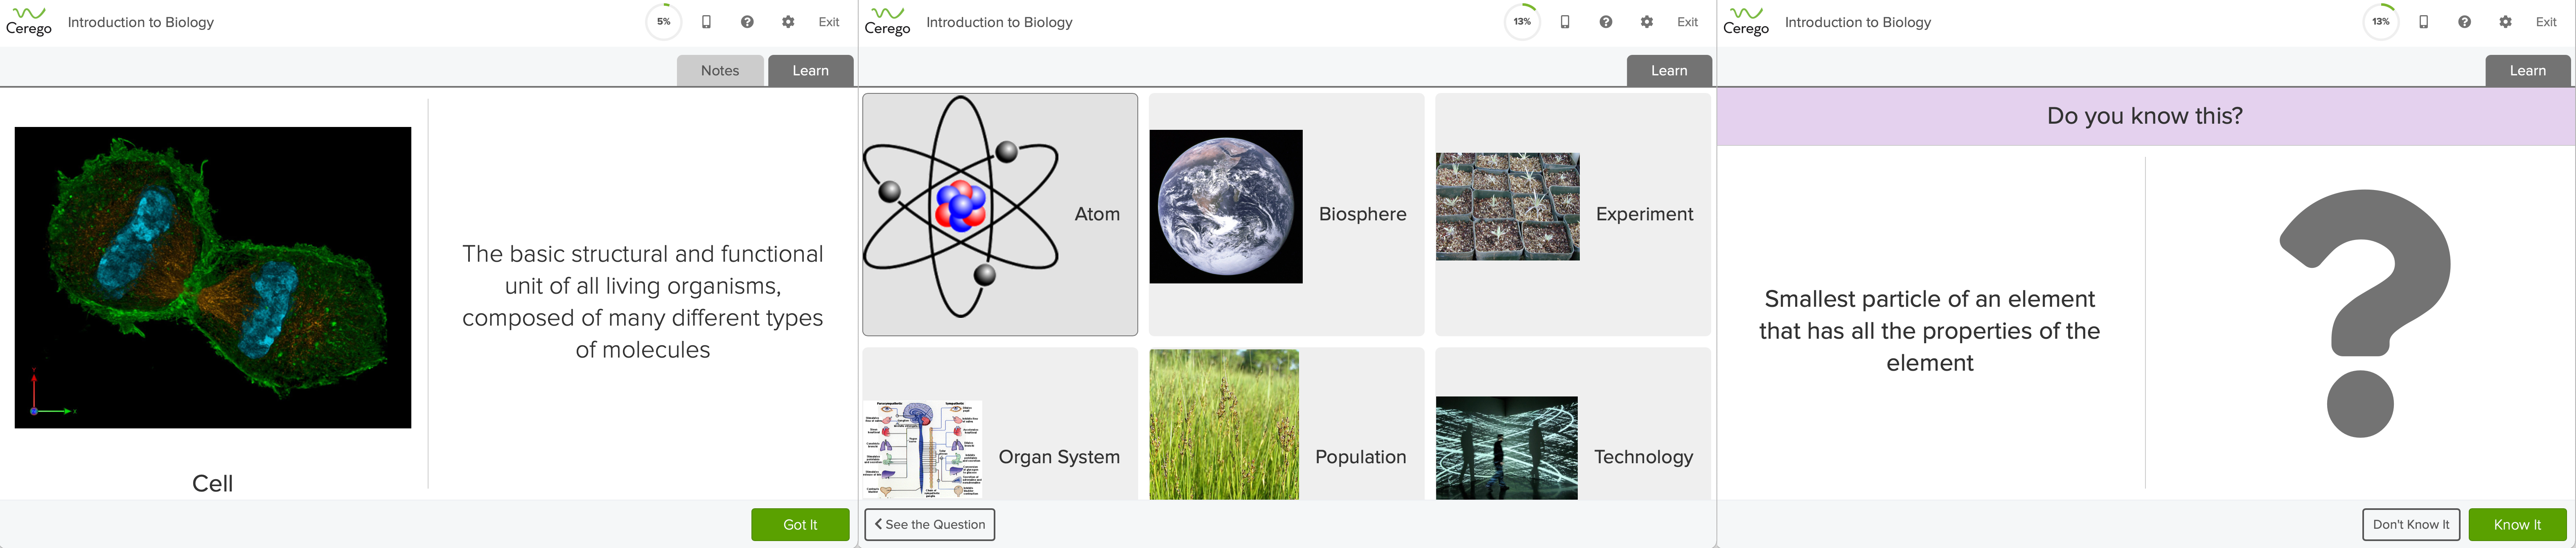 Cerego
Introduction to Biology
5%
?
Exit
Notes
Learn
Cell
The basic structural and functional
unit of all living organisms,
composed of many different types
of molecules
Got It
Cerego
Introduction to Biology
13%
?
Exit
Learn
Atom
Biosphere
Experiment
Organ System
Population
Technology
See the Question
Cerego
Introduction to Biology
13%
?
Exit
Learn
Do you know this?
Smallest particle of an element
that has all the properties of the
element
?
Don't Know It
Know It